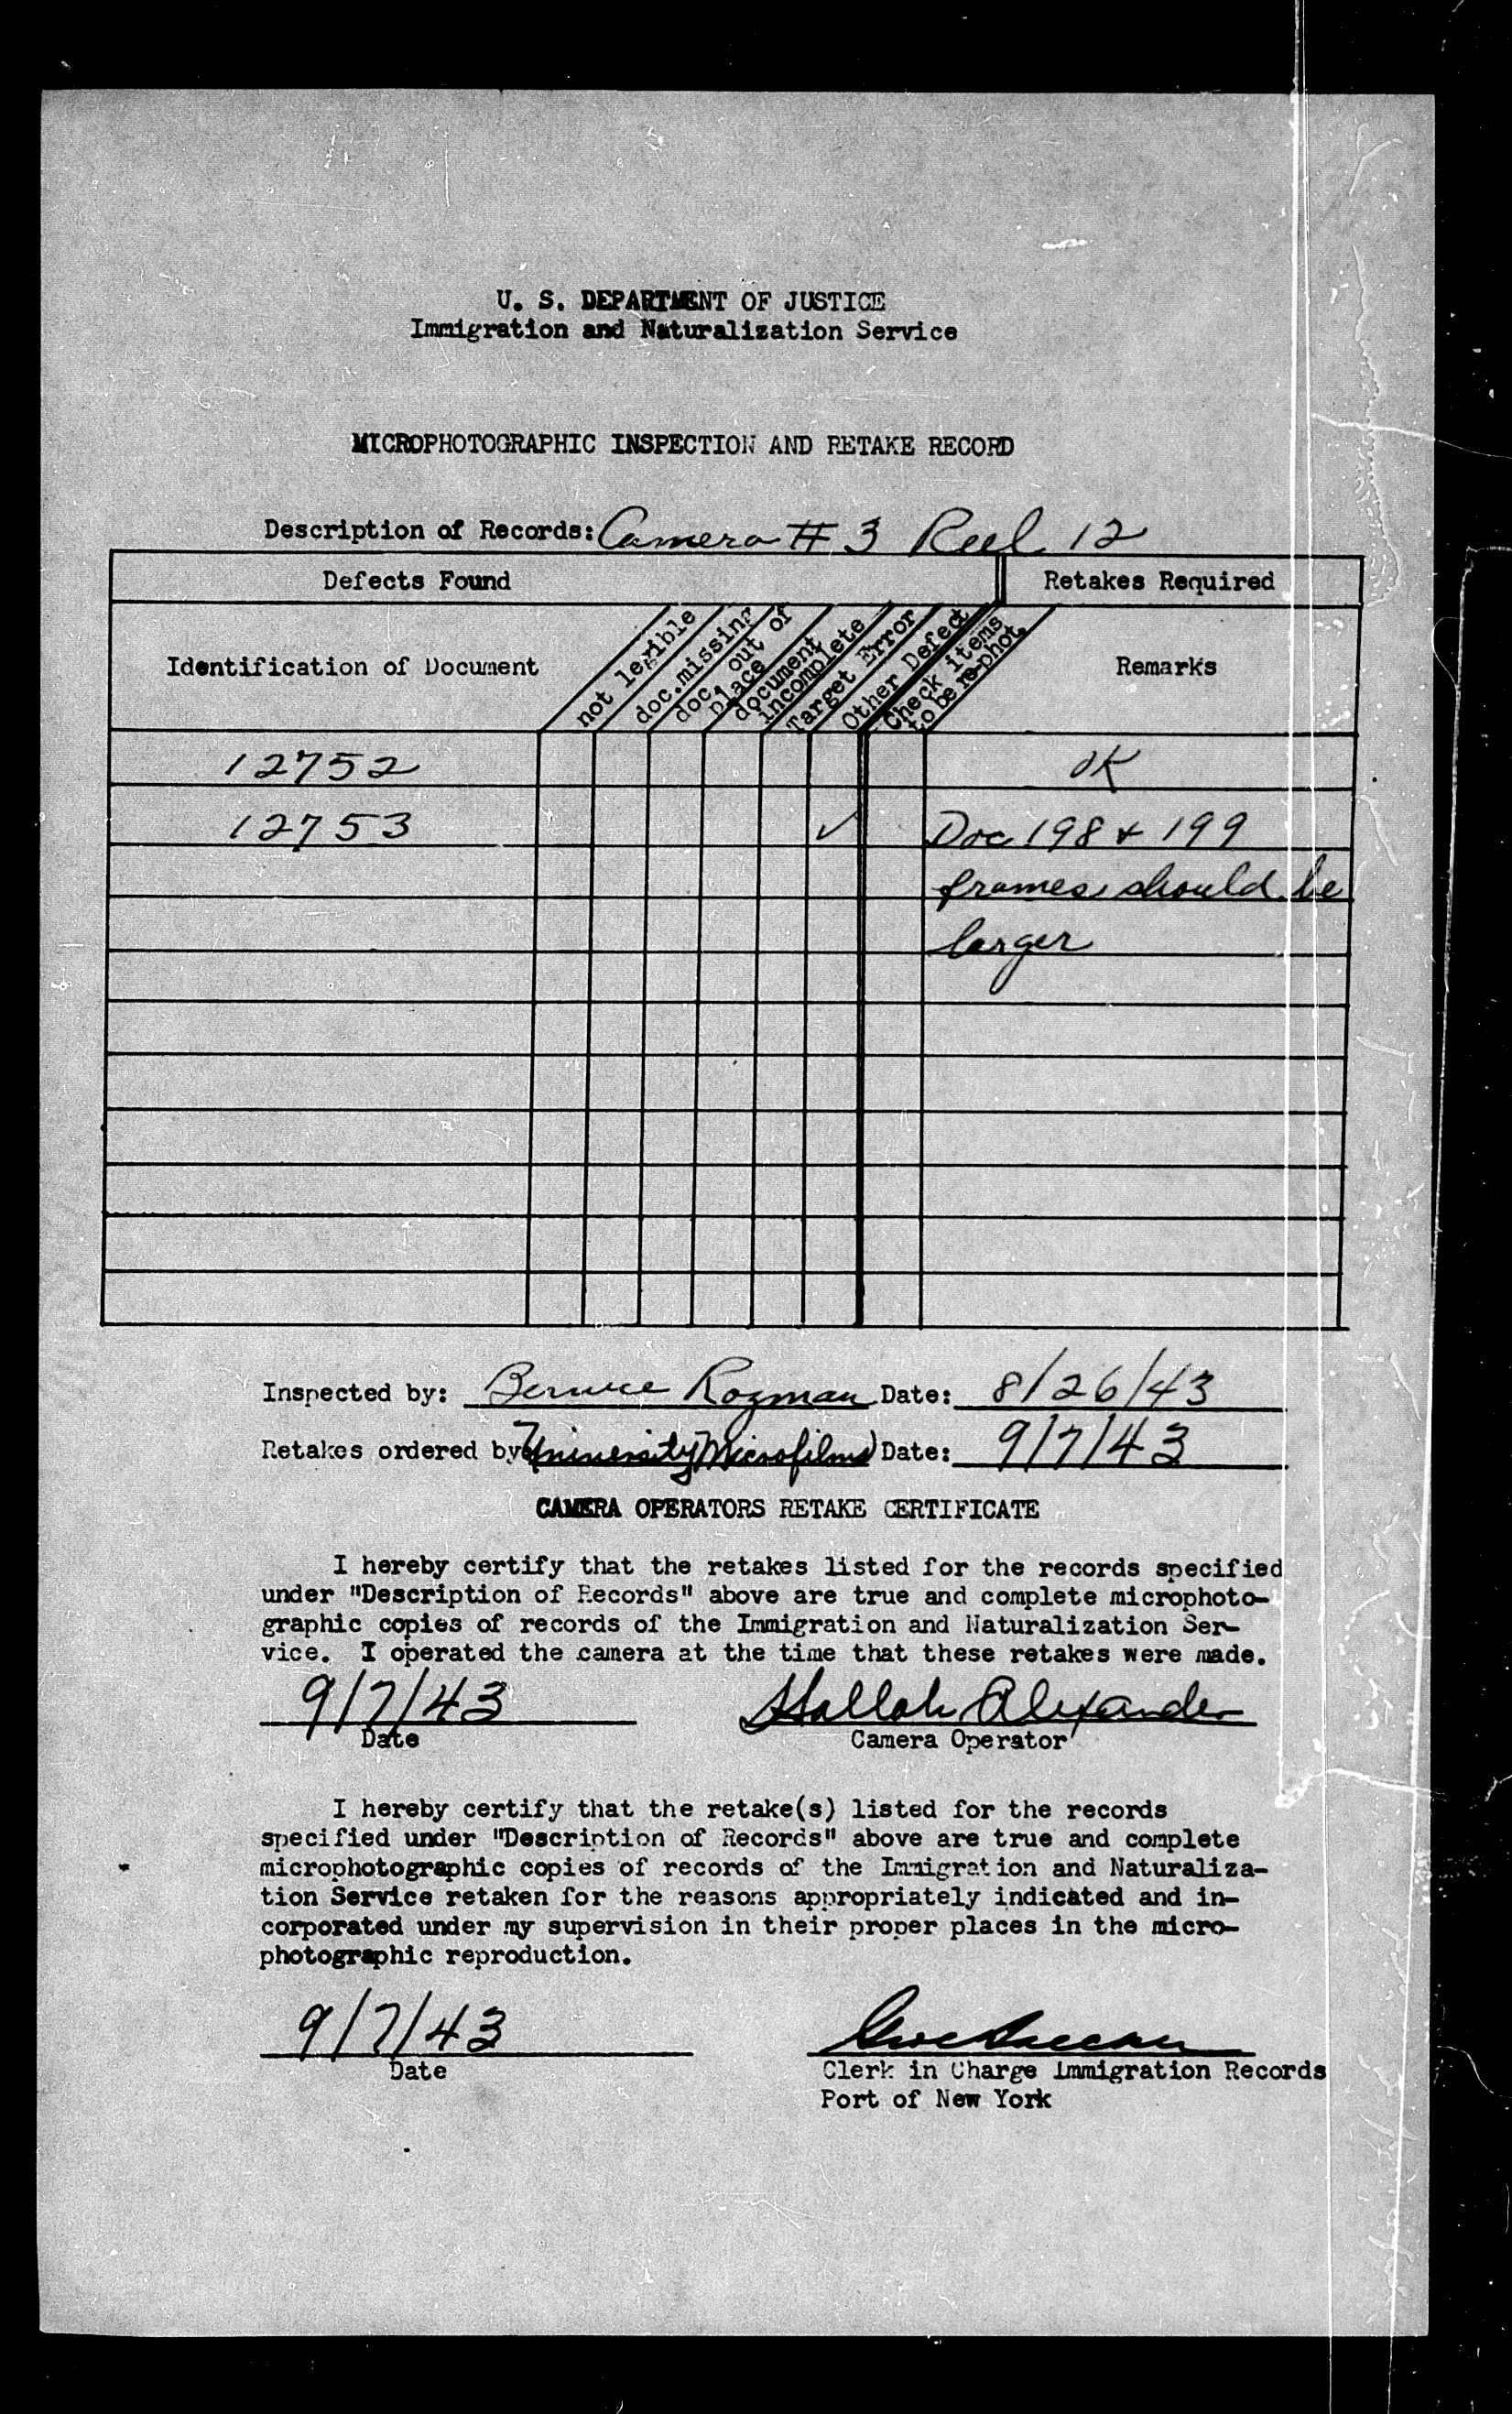 U. S. DEPARTMENT OF JUSTICE
Immigration and Naturalization Service
MICROPHOTOGRAPHIC INSPECTION AND RETAKE RECORD
Description of Records: Camera # 3 Reel 12
Defects Found
Retakes Required
Identification of Document
not legible
doc. missing
doc. out of
place
document
incomplete
Target Error
Other Defect
Check items
to be re-phot.
Remarks
12752 OK
12753 ✓ Doc 198 & 199
frames should be
larger
Inspected by: Bernice Rozman Date: 8/26/43
Retakes ordered by University Microfilms Date: 9/7/43
CAMERA OPERATORS RETAKE CERTIFICATE
I hereby certify that the retakes listed for the records specified
under "Description of Records" above are true and complete microphoto-
graphic copies of records of the Immigration and Naturalization Ser-
vice. I operated the camera at the time that these retakes were made.
9/7/43 Alexander
Date Camera Operator
I hereby certify that the retake(s) listed for the records
specified under "Description of Records" above are true and complete
microphotographic copies of records of the Immigration and Naturaliza-
tion Service retaken for the reasons appropriately indicated and in-
corporated under my supervision in their proper places in the micro-
photographic reproduction.
9/7/43
Date
Clerk in Charge Immigration Records
Port of New York